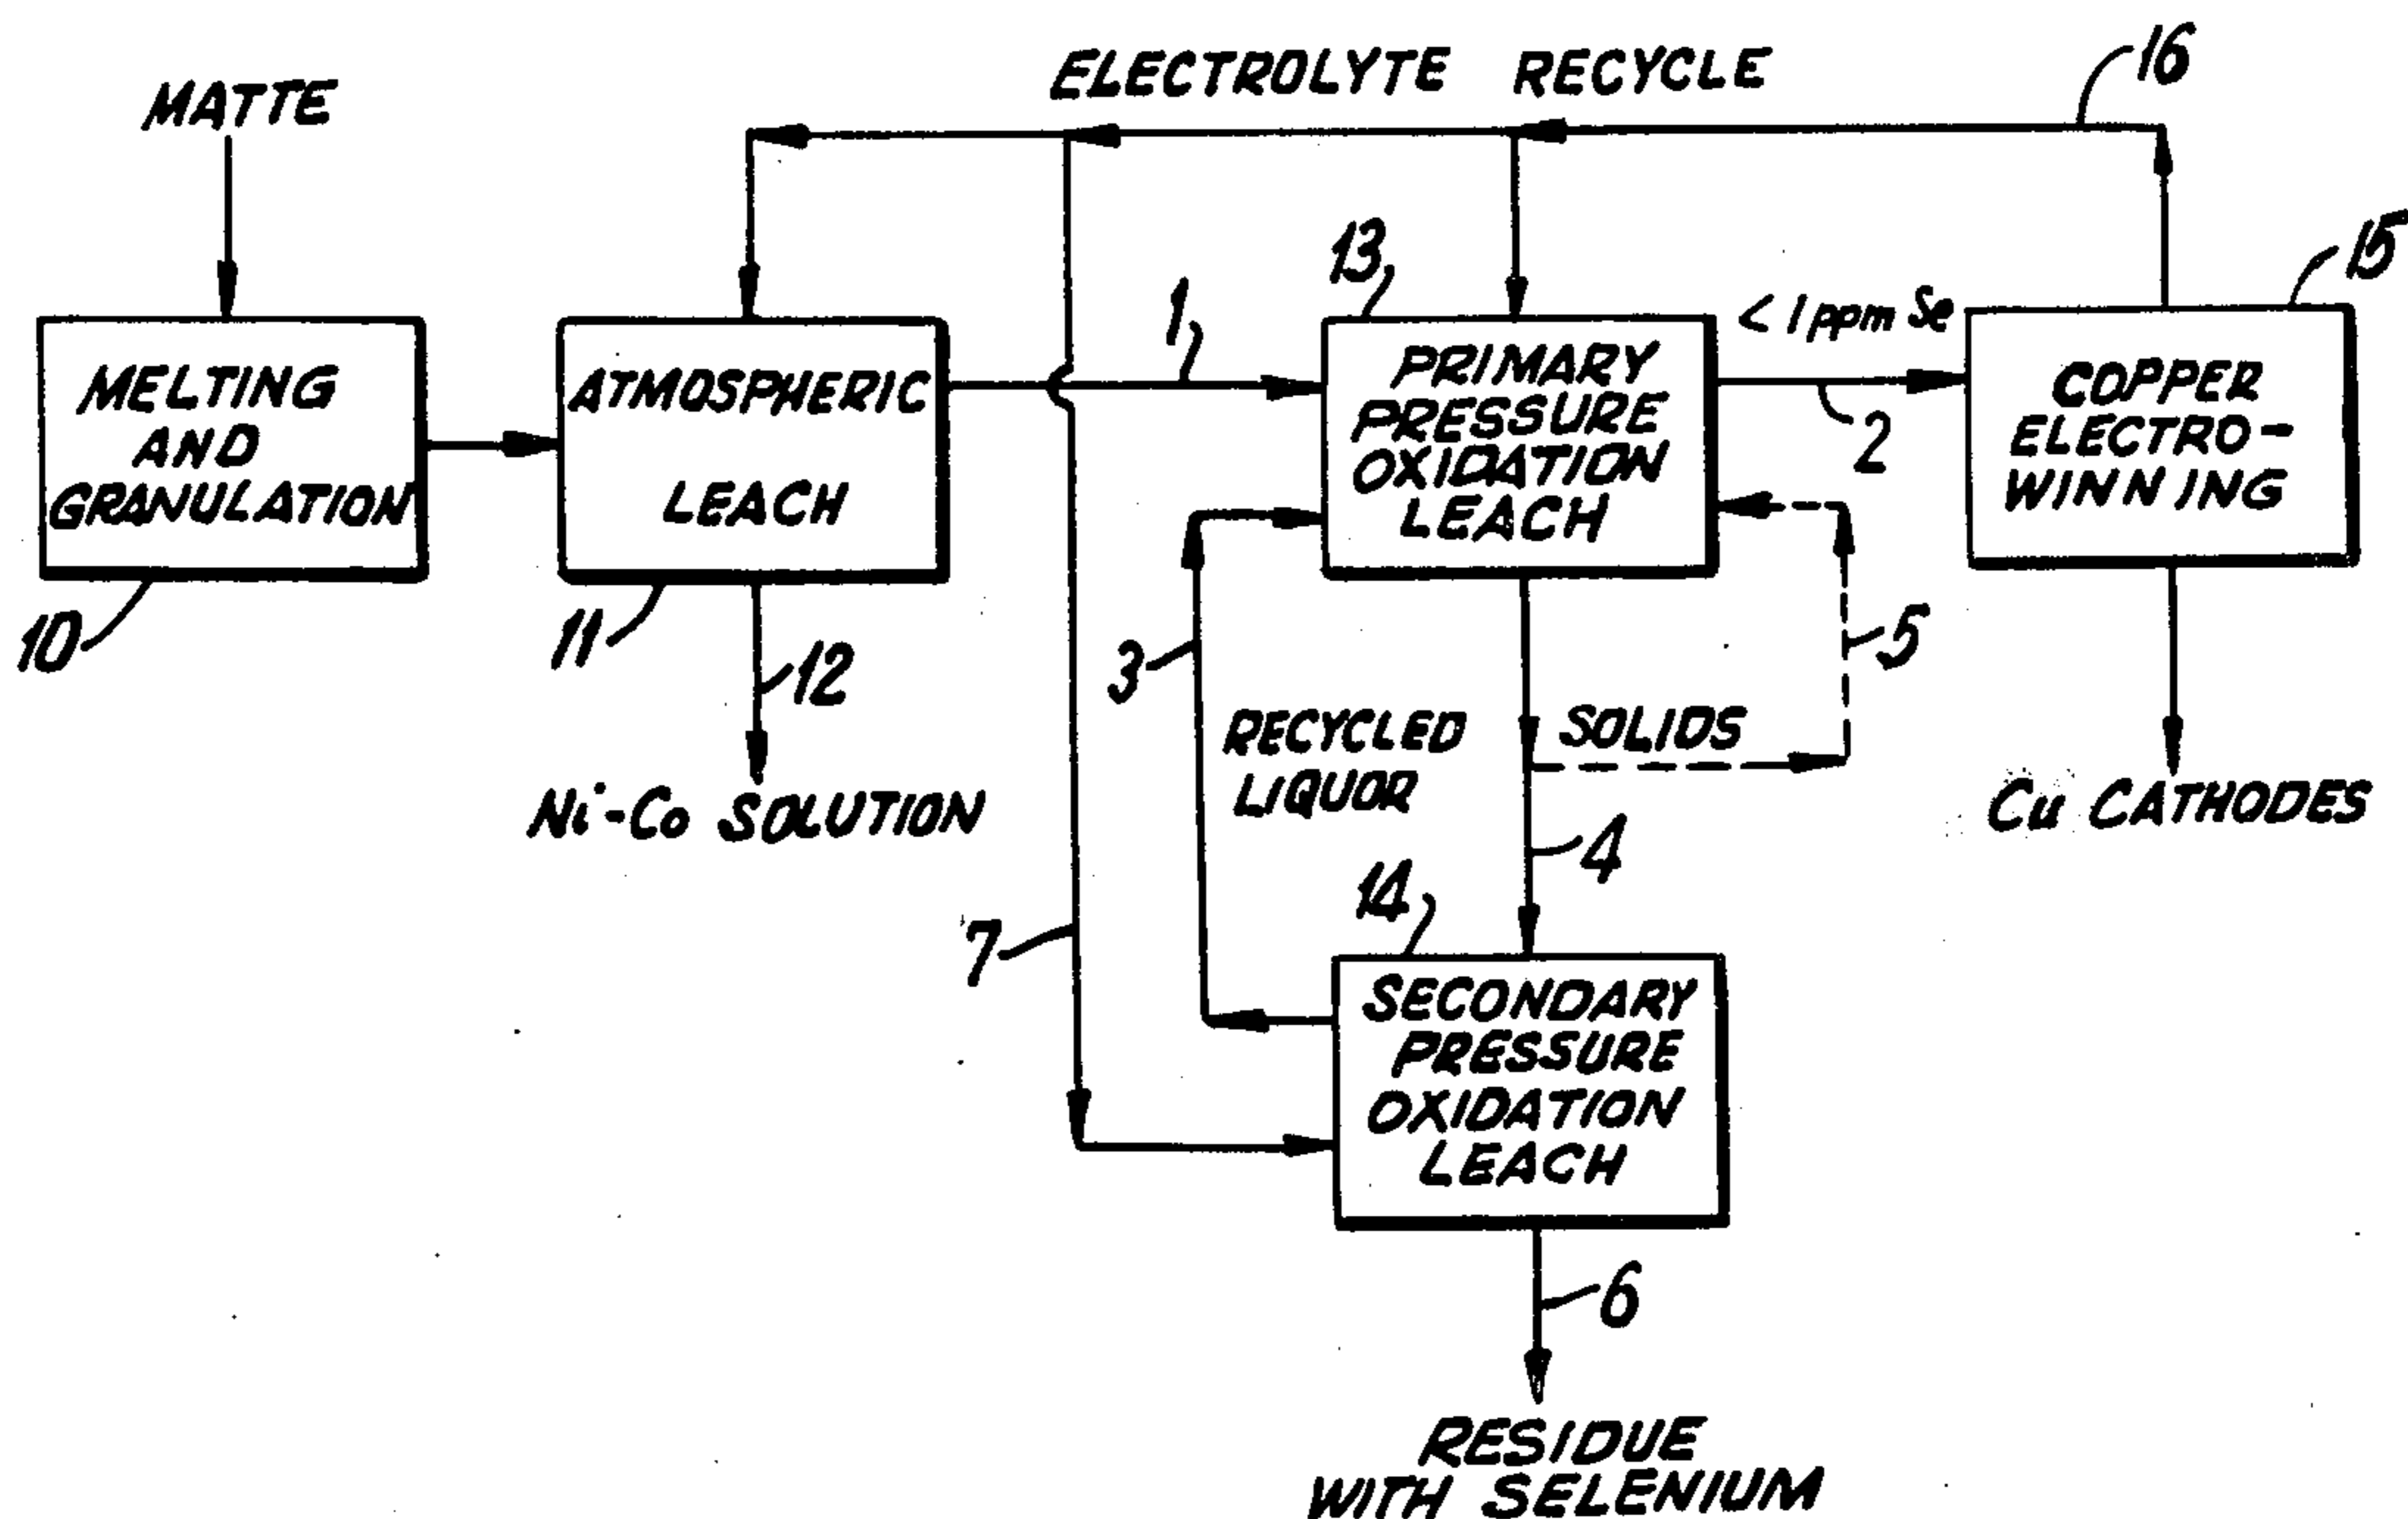 ELECTROLYTE RECYCLE
16
MATTE
15
13
1
< 1 ppm Se
MELTING
AND
GRANULATION
ATMOSPHERIC
LEACH
PRIMARY
PRESSURE
OXIDATION
LEACH
2
COPPER
ELECTRO-
WINNING
10
11
12
3
5
RECYCLED
LIQUOR
SOLIDS
Ni-Co SOLUTION
Cu CATHODES
4
14
7
SECONDARY
PRESSURE
OXIDATION
LEACH
6
RESIDUE
WITH SELENIUM